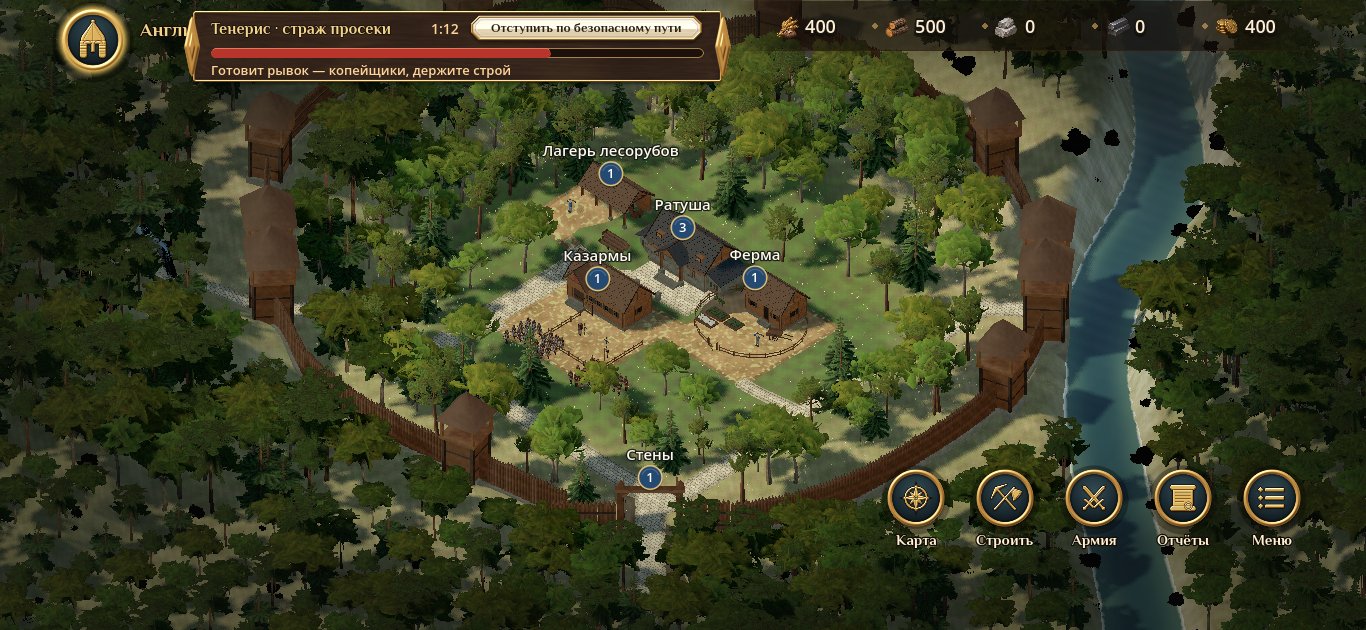 Англ
Тенерис · страж просеки
1:12
Отступить по безопасному пути
400
500
0
0
400
Готовит рывок — копейщики, держите строй
Лагерь лесорубов
1
Ратуша
3
Казармы
1
Ферма
1
Стены
1
Карта
Строить
Армия
Отчёты
Меню